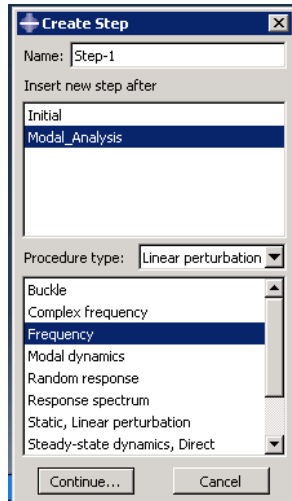 Create Step
Name: Step-1
Insert new step after
Initial
Modal_Analysis
Procedure type: Linear perturbation
Buckle
Complex frequency
Frequency
Modal dynamics
Random response
Response spectrum
Static, Linear perturbation
Steady-state dynamics, Direct
Continue... Cancel